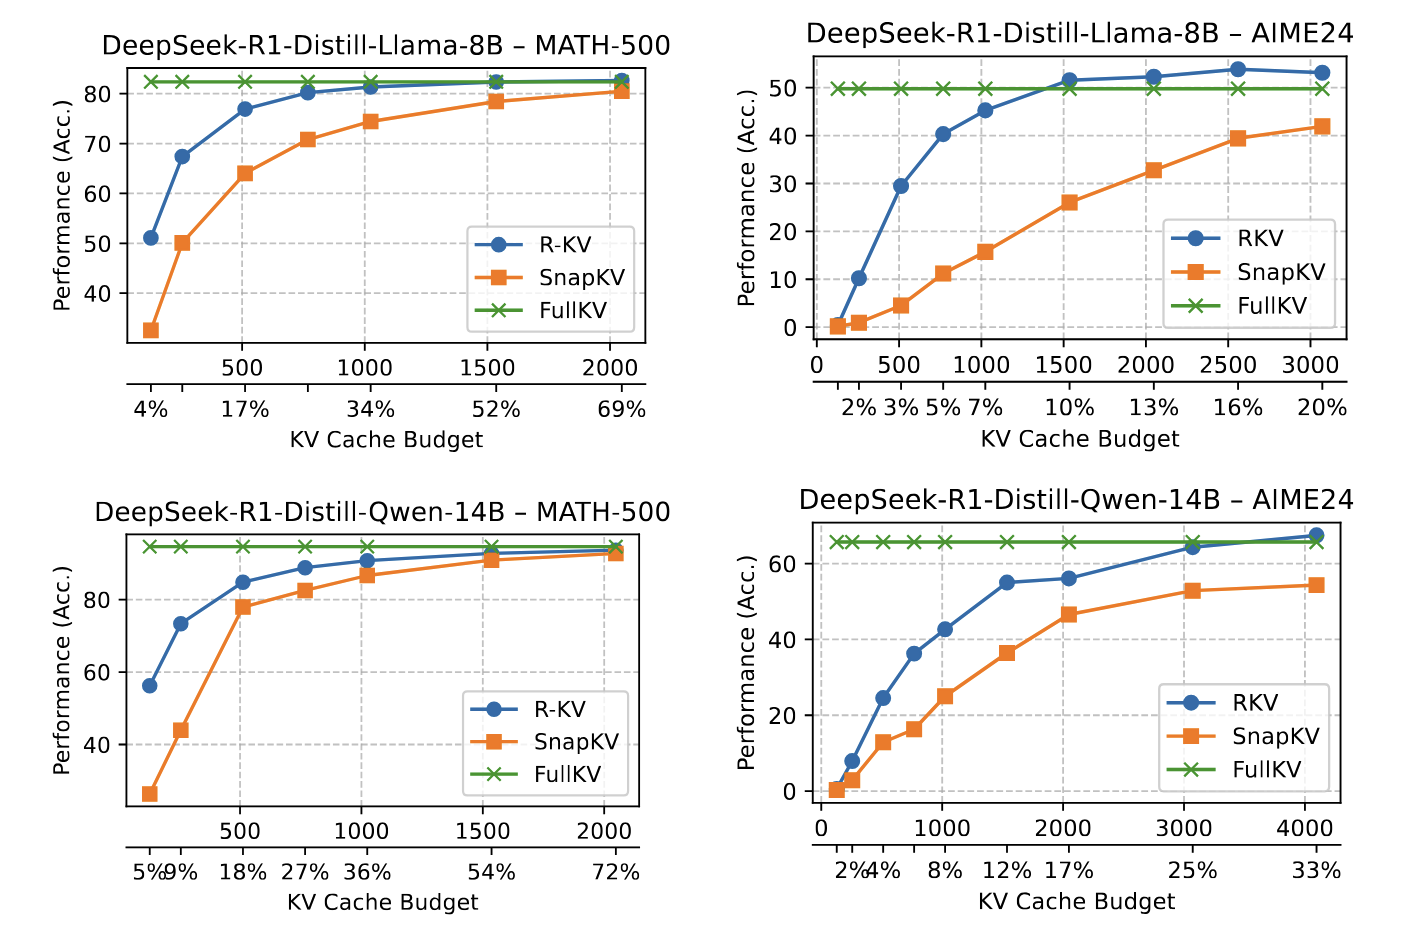 DeepSeek-R1-Distill-Llama-8B – MATH-500
Performance (Acc.)
80
70
60
50
40
R-KV
SnapKV
FullKV
500 1000 1500 2000
4% 17% 34% 52% 69%
KV Cache Budget
DeepSeek-R1-Distill-Llama-8B – AIME24
Performance (Acc.)
50
40
30
20
10
0
RKV
SnapKV
FullKV
0 500 1000 1500 2000 2500 3000
2% 3% 5% 7% 10% 13% 16% 20%
KV Cache Budget
DeepSeek-R1-Distill-Qwen-14B – MATH-500
Performance (Acc.)
80
60
40
R-KV
SnapKV
FullKV
500 1000 1500 2000
5% 9% 18% 27% 36% 54% 72%
KV Cache Budget
DeepSeek-R1-Distill-Qwen-14B – AIME24
Performance (Acc.)
60
40
20
0
RKV
SnapKV
FullKV
0 1000 2000 3000 4000
2% 4% 8% 12% 17% 25% 33%
KV Cache Budget